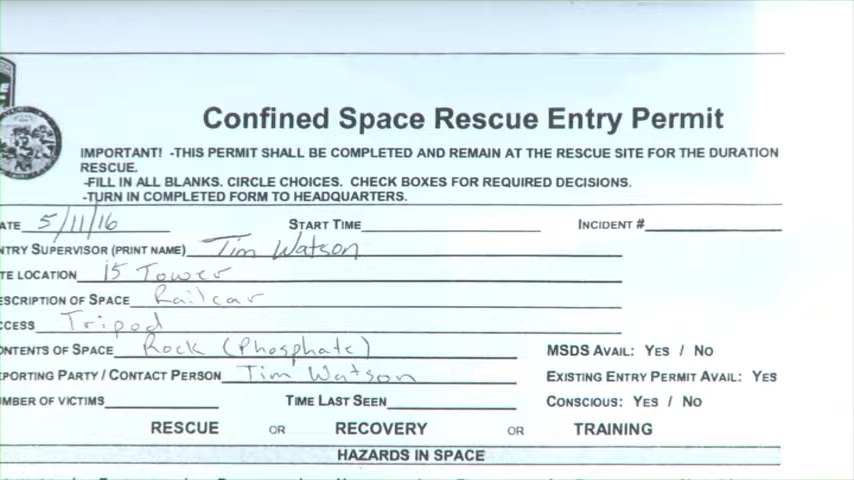 Confined Space Rescue Entry Permit
IMPORTANT! -THIS PERMIT SHALL BE COMPLETED AND REMAIN AT THE RESCUE SITE FOR THE DURATION
RESCUE.
-FILL IN ALL BLANKS. CIRCLE CHOICES. CHECK BOXES FOR REQUIRED DECISIONS.
-TURN IN COMPLETED FORM TO HEADQUARTERS.
ATE 5/11/16 START TIME INCIDENT #
NTRY SUPERVISOR (PRINT NAME) Tim Watson
TE LOCATION 15 Tower
ESCRIPTION OF SPACE Railcar
CCESS Tripod
ONTENTS OF SPACE Rock (Phosphate) MSDS AVAIL: YES / NO
EPORTING PARTY / CONTACT PERSON Tim Watson EXISTING ENTRY PERMIT AVAIL: YES
MBER OF VICTIMS TIME LAST SEEN CONSCIOUS: YES / NO
RESCUE OR RECOVERY OR TRAINING
HAZARDS IN SPACE